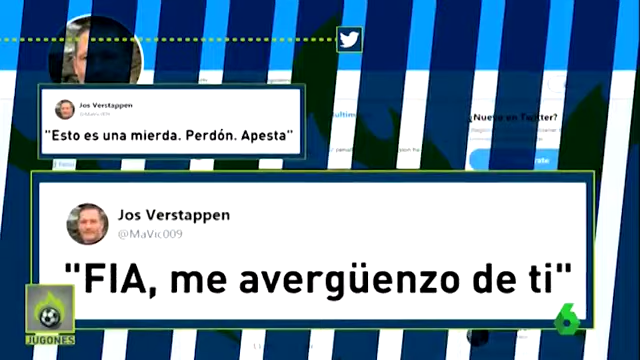 Jos Verstappen
"Esto es una mierda. Perdón. Apesta"
¿Nuevo en Twitter?
Jos Verstappen
@MaVic009
"FIA, me avergüenzo de ti"
JUGONES
6